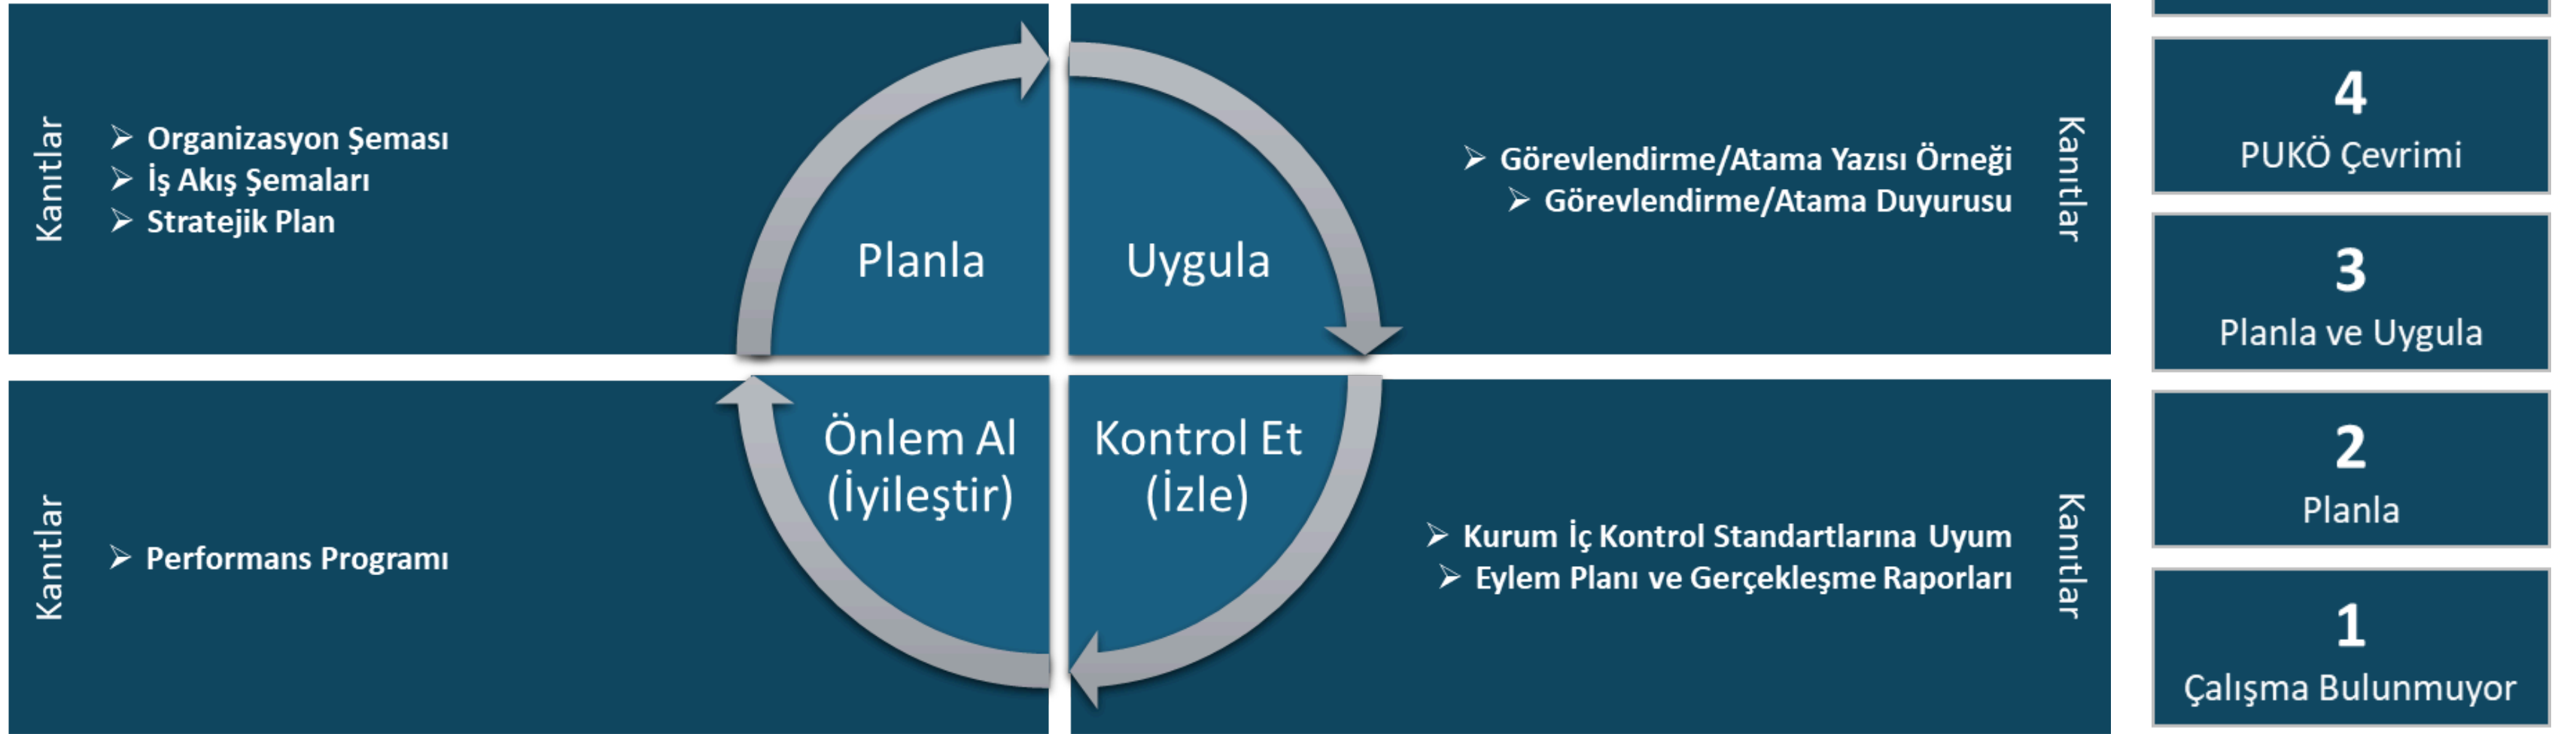 Kanıtlar
➢ Organizasyon Şeması
➢ İş Akış Şemaları
➢ Stratejik Plan
Planla
Uygula
➢ Görevlendirme/Atama Yazısı Örneği
➢ Görevlendirme/Atama Duyurusu
Kanıtlar
Kanıtlar
➢ Performans Programı
Önlem Al
(İyileştir)
Kontrol Et
(İzle)
➢ Kurum İç Kontrol Standartlarına Uyum
➢ Eylem Planı ve Gerçekleşme Raporları
Kanıtlar
4
PUKÖ Çevrimi
3
Planla ve Uygula
2
Planla
1
Çalışma Bulunmuyor